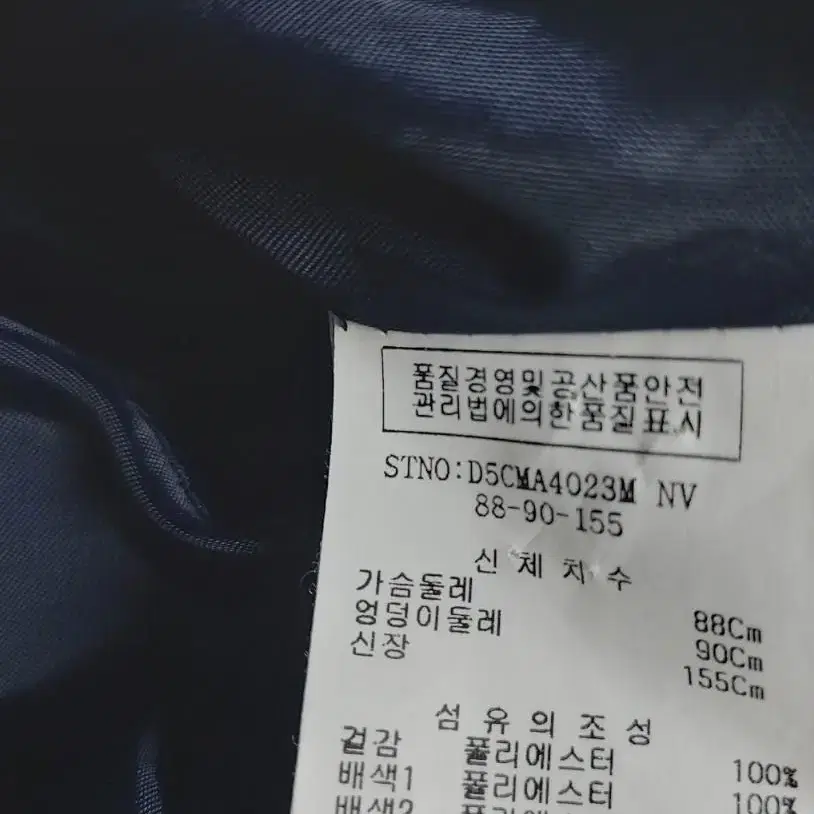 품질경영및공산품안전
관리법에의한품질표시
STNO:D5CMA4023M NV
88-90-155
신 체 치 수
가슴둘레 88Cm
엉덩이둘레 90Cm
신장 155Cm
섬 유 의 조 성
겉감 폴리에스터 100%
배색1 폴리에스터 100%
배색2